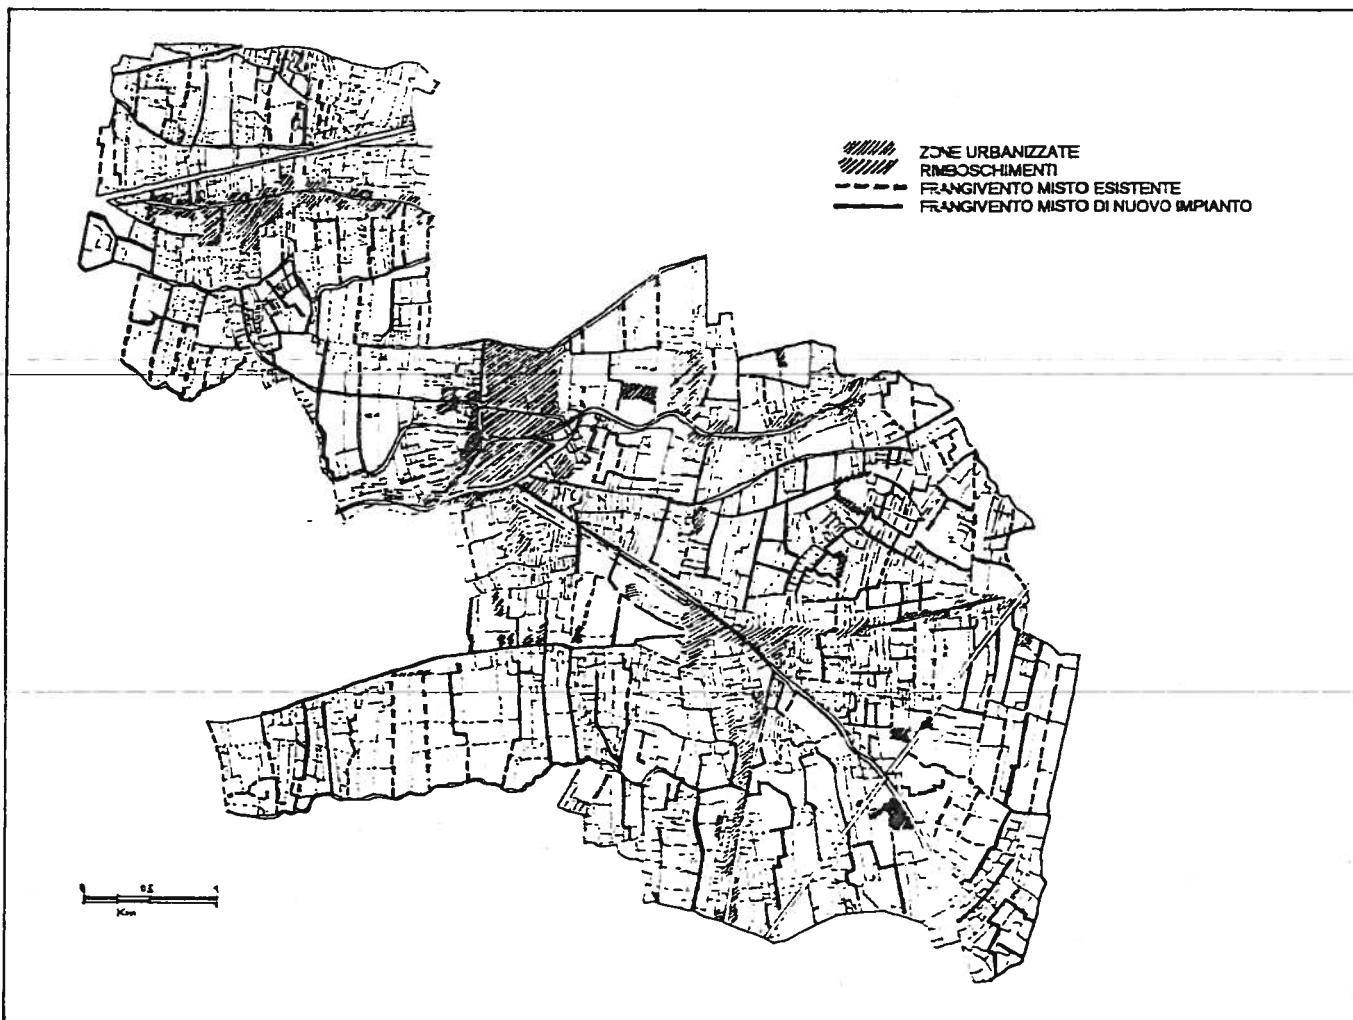 ZONE URBANIZZATE
RIMBOSCHIMENTI
FRANGIVENTO MISTO ESISTENTE
FRANGIVENTO MISTO DI NUOVO IMPIANTO
0 0.5 1
Km